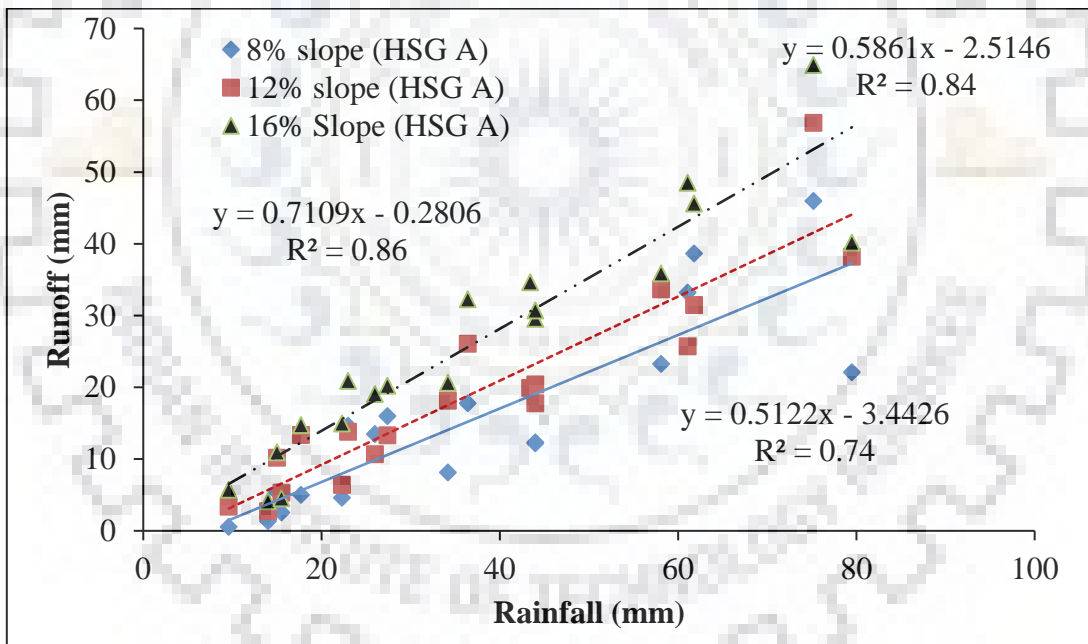 70
60
50
40
30
20
10
0
Runoff (mm)
8% slope (HSG A)
12% slope (HSG A)
16% Slope (HSG A)
y = 0.5861x - 2.5146
R² = 0.84
y = 0.7109x - 0.2806
R² = 0.86
y = 0.5122x - 3.4426
R² = 0.74
0 20 40 60 80 100
Rainfall (mm)